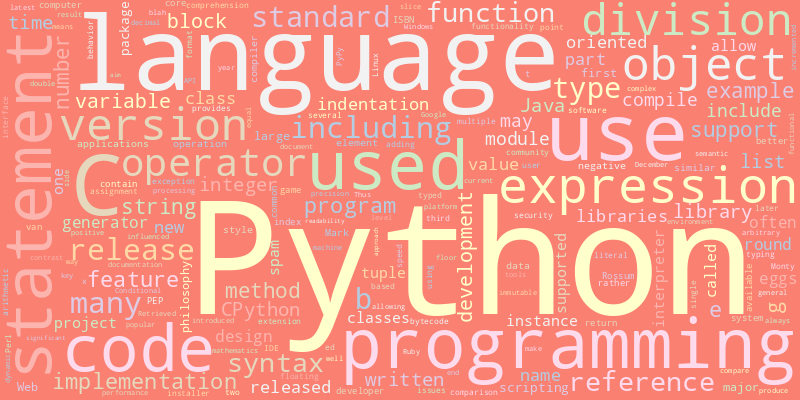 latest computer core comprehension slice
result blah ISBN Windows
means decimal
time block standard function division
package language functionality point
behavior format PyPy Linux
number compiler API year
oriented allow
part object
double aim provides first
variable class indentation type example
interface version several Google Java compile include
applications operation equal large including multiple software complex
document element adding module may use support better
C operator used community semantic
contain exception integer value user negative December similar list
one side assignment processing game current
string precision Thus typed expression
statement generator program platform libraries library later often
positive influenced new index readability Mark level third security arbitrary environment
van style common machine round
contrast release Python development supported literal interpreter typing
way documentation spam floor data called Monty
arithmetic key feature philosophy approach speed using tools Rossum available eggs
Conditional method tuple based immutable rather single general
many PEP CPython b allowing e go
Retrieved introduced extension classes bytecode instance return system always
project popular design
Perl significant code mathematics IDE ed well Ruby make programming
dynamic syntax end compare
Web implementation floating written name reference
performance installer released two developer issues comparison scripting major produce